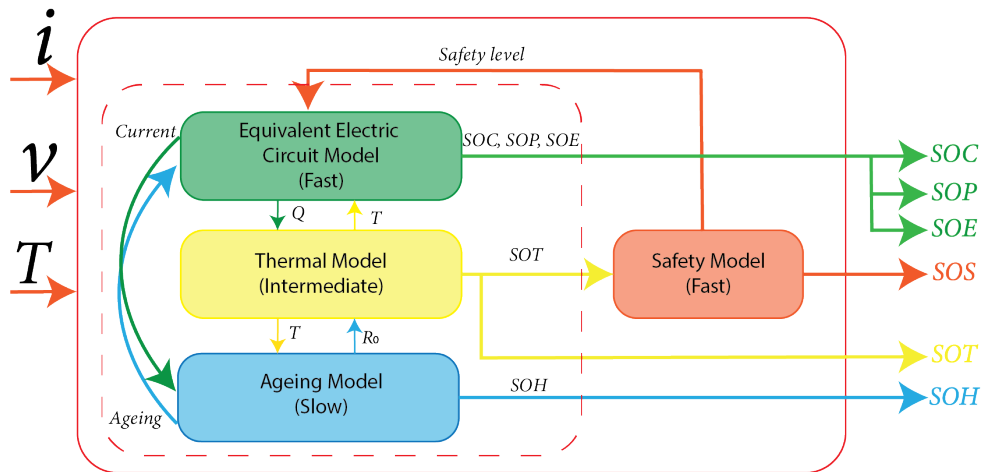 i
Safety level
Current
Equivalent Electric
Circuit Model
(Fast)
SOC, SOP, SOE
SOC
v
SOP
Q
T
SOE
T
Thermal Model
(Intermediate)
SOT
Safety Model
(Fast)
SOS
T
R₀
SOT
Ageing Model
(Slow)
SOH
SOH
Ageing